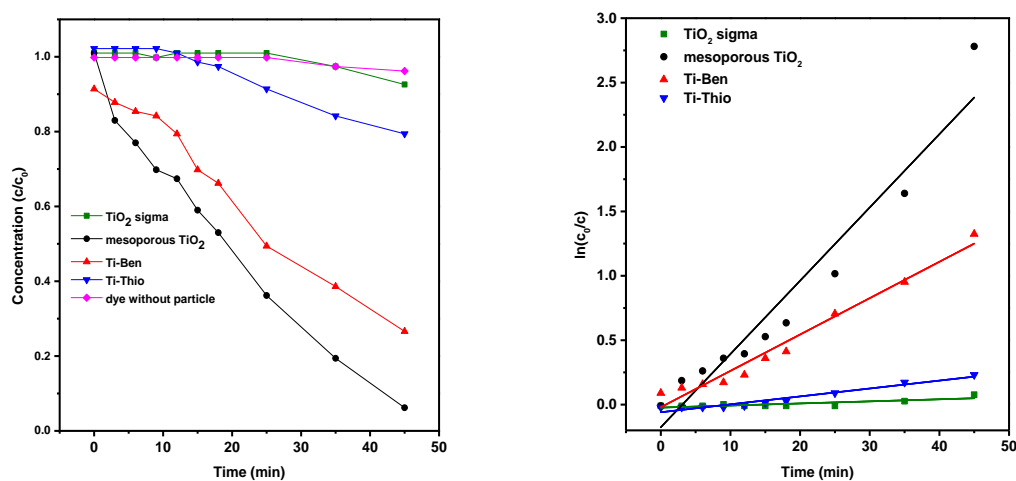 Concentration (c/c₀)
1.0
0.8
0.6
0.4
0.2
0.0
TiO₂ sigma
mesoporous TiO₂
Ti-Ben
Ti-Thio
dye without particle
0 10 20 30 40 50
Time (min)
ln(c₀/c)
3.0
2.5
2.0
1.5
1.0
0.5
0.0
TiO₂ sigma
mesoporous TiO₂
Ti-Ben
Ti-Thio
0 10 20 30 40 50
Time (min)